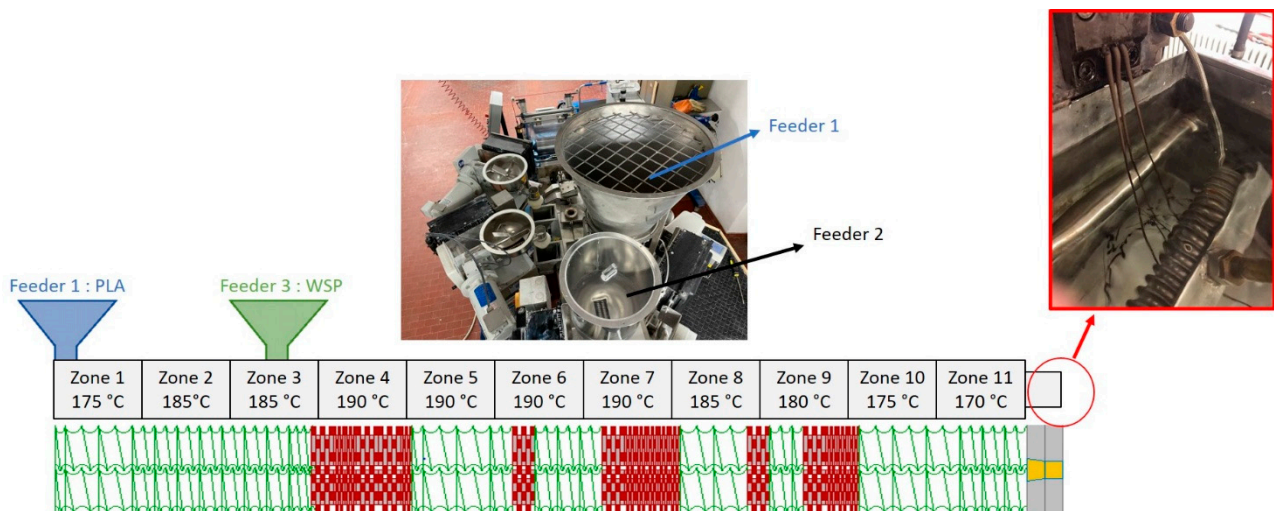 Feeder 1
Feeder 2
Feeder 1 : PLA
Feeder 3 : WSP
Zone 1
175 °C
Zone 2
185°C
Zone 3
185 °C
Zone 4
190 °C
Zone 5
190 °C
Zone 6
190 °C
Zone 7
190 °C
Zone 8
185 °C
Zone 9
180 °C
Zone 10
175 °C
Zone 11
170 °C